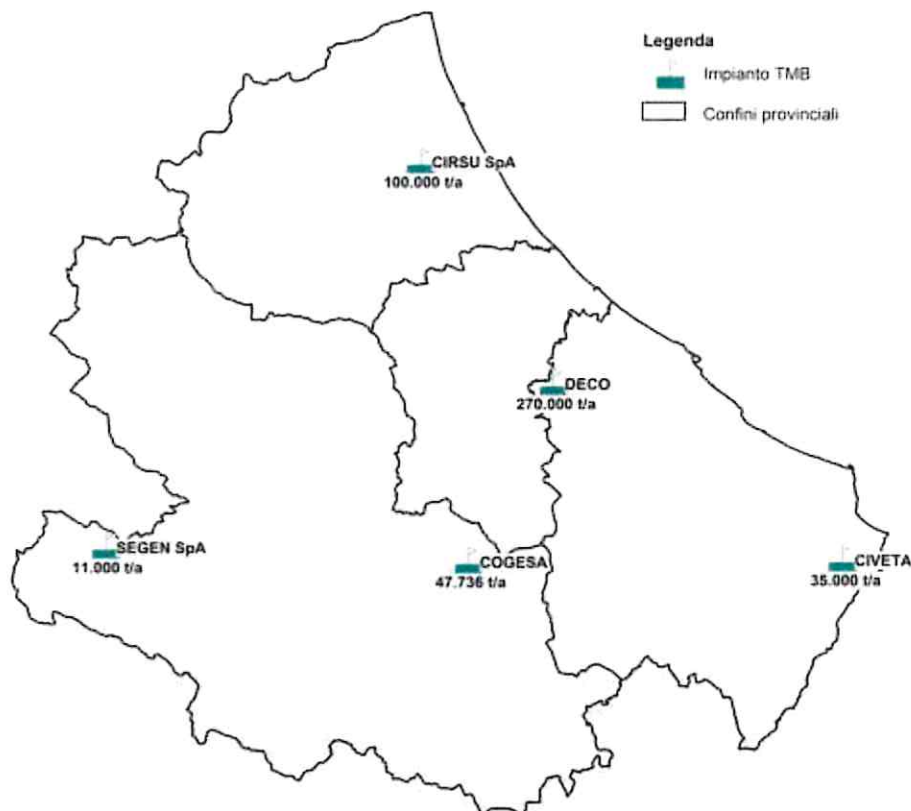 Legenda
Impianto TMB
Confini provinciali
CIRSU SpA
100.000 t/a
DECO
270.000 t/a
SEGEN SpA
11.000 t/a
COGESA
47.736 t/a
CIVETA
35.000 t/a